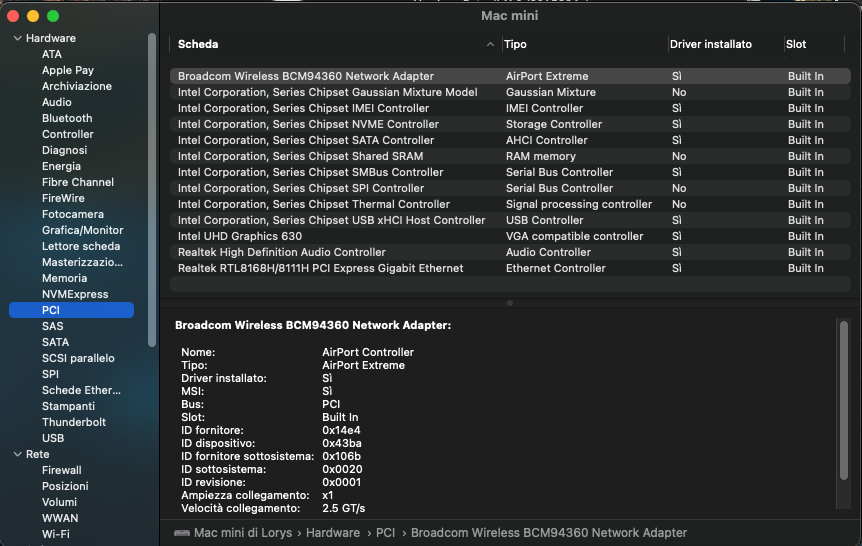 Mac mini
Hardware
ATA
Apple Pay
Archiviazione
Audio
Bluetooth
Controller
Diagnosi
Energia
Fibre Channel
FireWire
Fotocamera
Grafica/Monitor
Lettore scheda
Masterizzazio...
Memoria
NVMExpress
PCI
SAS
SATA
SCSI parallelo
SPI
Schede Ether...
Stampanti
Thunderbolt
USB
Rete
Firewall
Posizioni
Volumi
WWAN
Wi-Fi
Scheda Tipo Driver installato Slot
Broadcom Wireless BCM94360 Network Adapter AirPort Extreme Sì Built In
Intel Corporation, Series Chipset Gaussian Mixture Model Gaussian Mixture No Built In
Intel Corporation, Series Chipset IMEI Controller IMEI Controller Sì Built In
Intel Corporation, Series Chipset NVME Controller Storage Controller Sì Built In
Intel Corporation, Series Chipset SATA Controller AHCI Controller Sì Built In
Intel Corporation, Series Chipset Shared SRAM RAM memory No Built In
Intel Corporation, Series Chipset SMBus Controller Serial Bus Controller Sì Built In
Intel Corporation, Series Chipset SPI Controller Serial Bus Controller No Built In
Intel Corporation, Series Chipset Thermal Controller Signal processing controller No Built In
Intel Corporation, Series Chipset USB xHCI Host Controller USB Controller Sì Built In
Intel UHD Graphics 630 VGA compatible controller Sì Built In
Realtek High Definition Audio Controller Audio Controller Sì Built In
Realtek RTL8168H/8111H PCI Express Gigabit Ethernet Ethernet Controller Sì Built In
Broadcom Wireless BCM94360 Network Adapter:
Nome: AirPort Controller
Tipo: AirPort Extreme
Driver installato: Sì
MSI: Sì
Bus: PCI
Slot: Built In
ID fornitore: 0x14e4
ID dispositivo: 0x43ba
ID fornitore sottosistema: 0x106b
ID sottosistema: 0x0020
ID revisione: 0x0001
Ampiezza collegamento: x1
Velocità collegamento: 2.5 GT/s
Mac mini di Lorys › Hardware › PCI › Broadcom Wireless BCM94360 Network Adapter